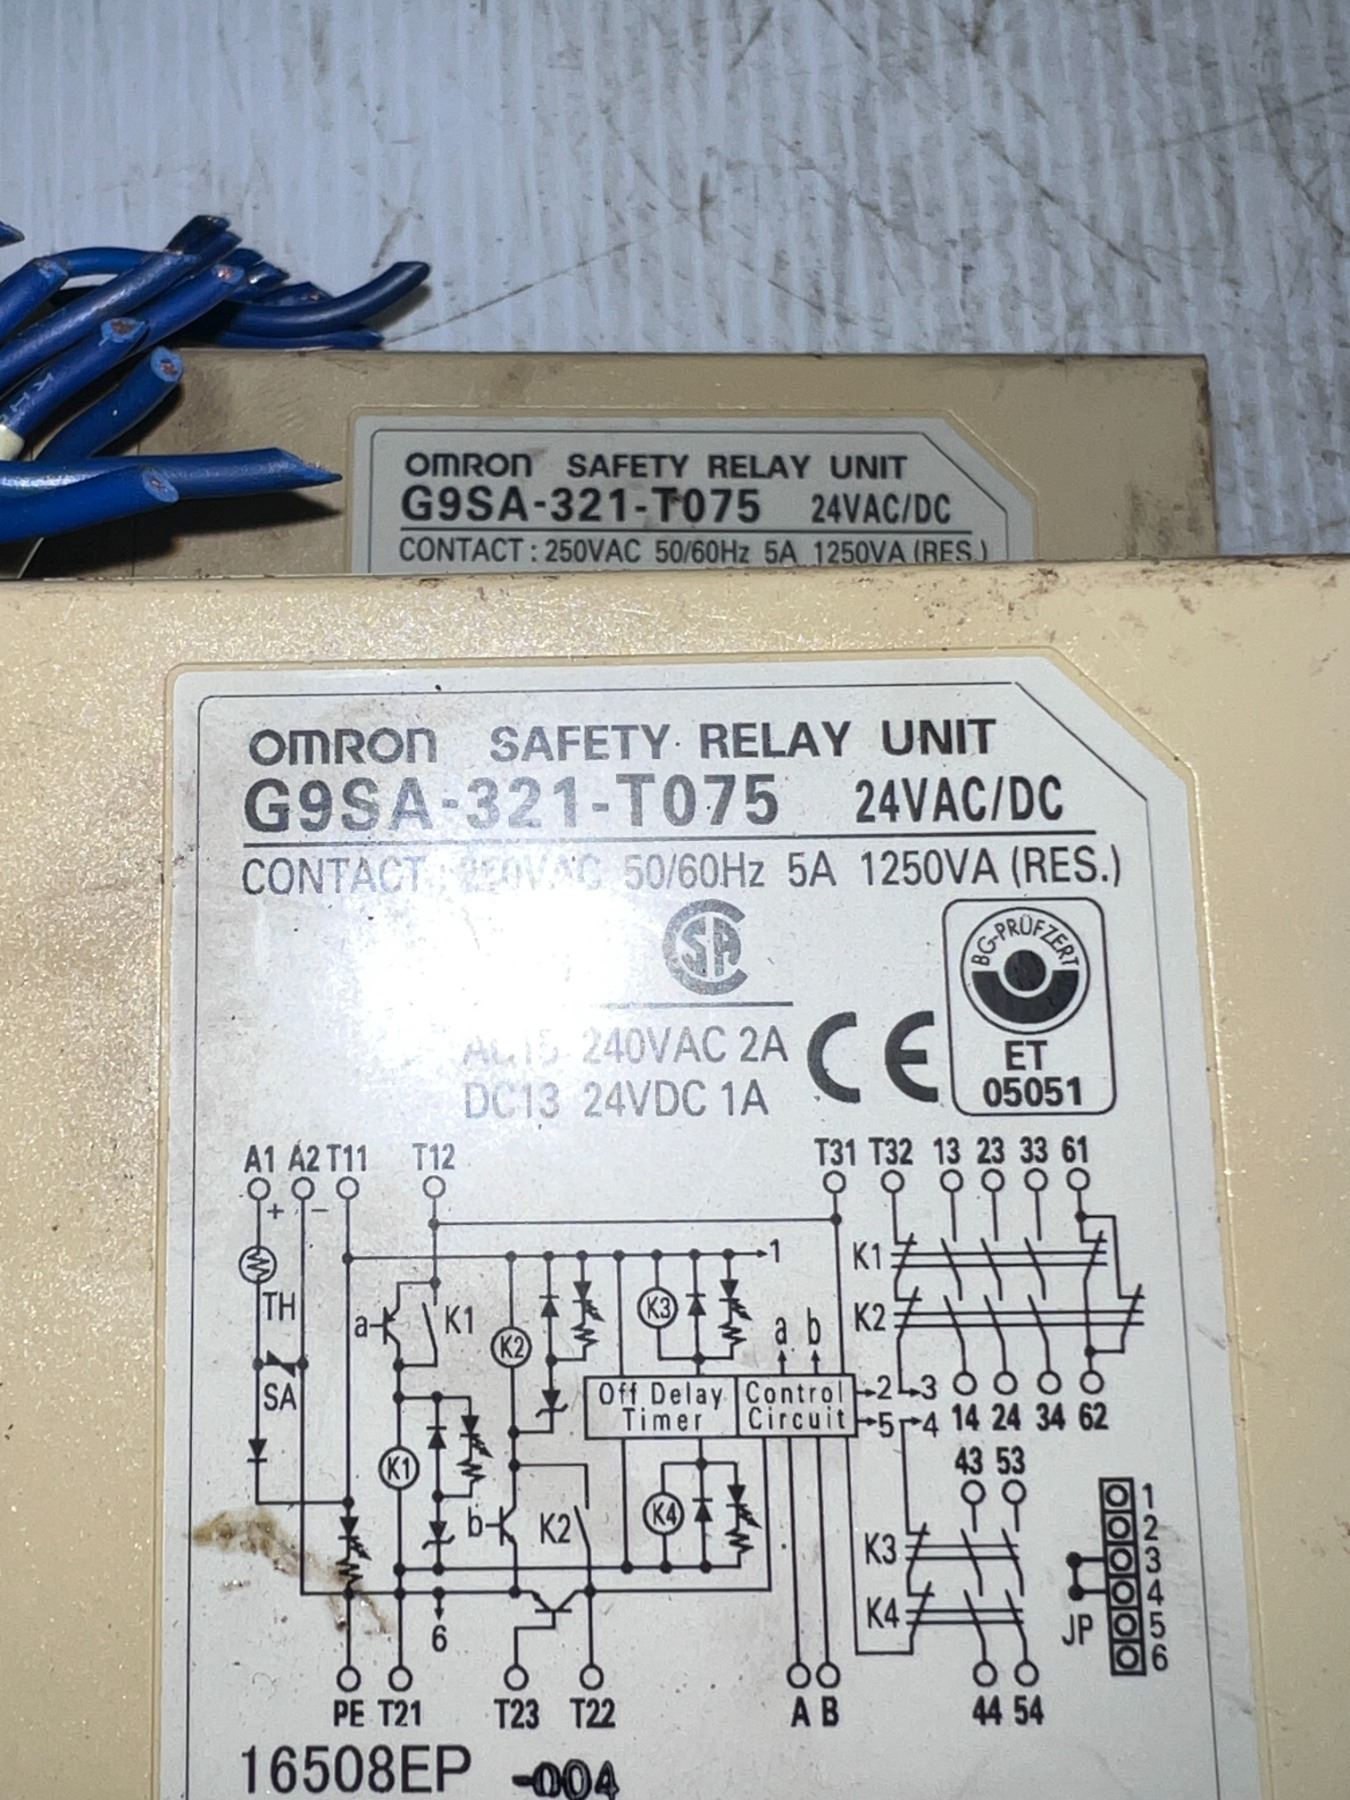 OMRON SAFETY RELAY UNIT
G9SA-321-T075 24VAC/DC
CONTACT : 250VAC 50/60Hz 5A 1250VA (RES.)
OMRON SAFETY RELAY UNIT
G9SA-321-T075 24VAC/DC
CONTACT : 250VAC 50/60Hz 5A 1250VA (RES.)
BG-PRÜFZERT
ET
05051
CE
AC15 240VAC 2A
DC13 24VDC 1A
A1 A2 T11 T12 T31 T32 13 23 33 61
+ −
1
K1
TH
a K1 K2 K3 a b K2
SA
Off Delay Timer
Control Circuit
2 3
5 4
14 24 34 62
43 53
K1
b K2 K4
K3
K4
1
2
3
4
5
6
JP
6
PE T21 T23 T22 A B 44 54
16508EP -004